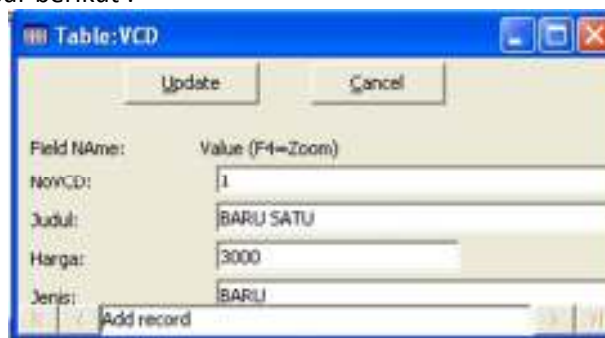 berikut :
Table:VCD
Update Cancel
Field NAme: Value (F4=Zoom)
NoVCD: 1
Judul: BARU SATU
Harga: 3000
Jenis: BARU
Add record